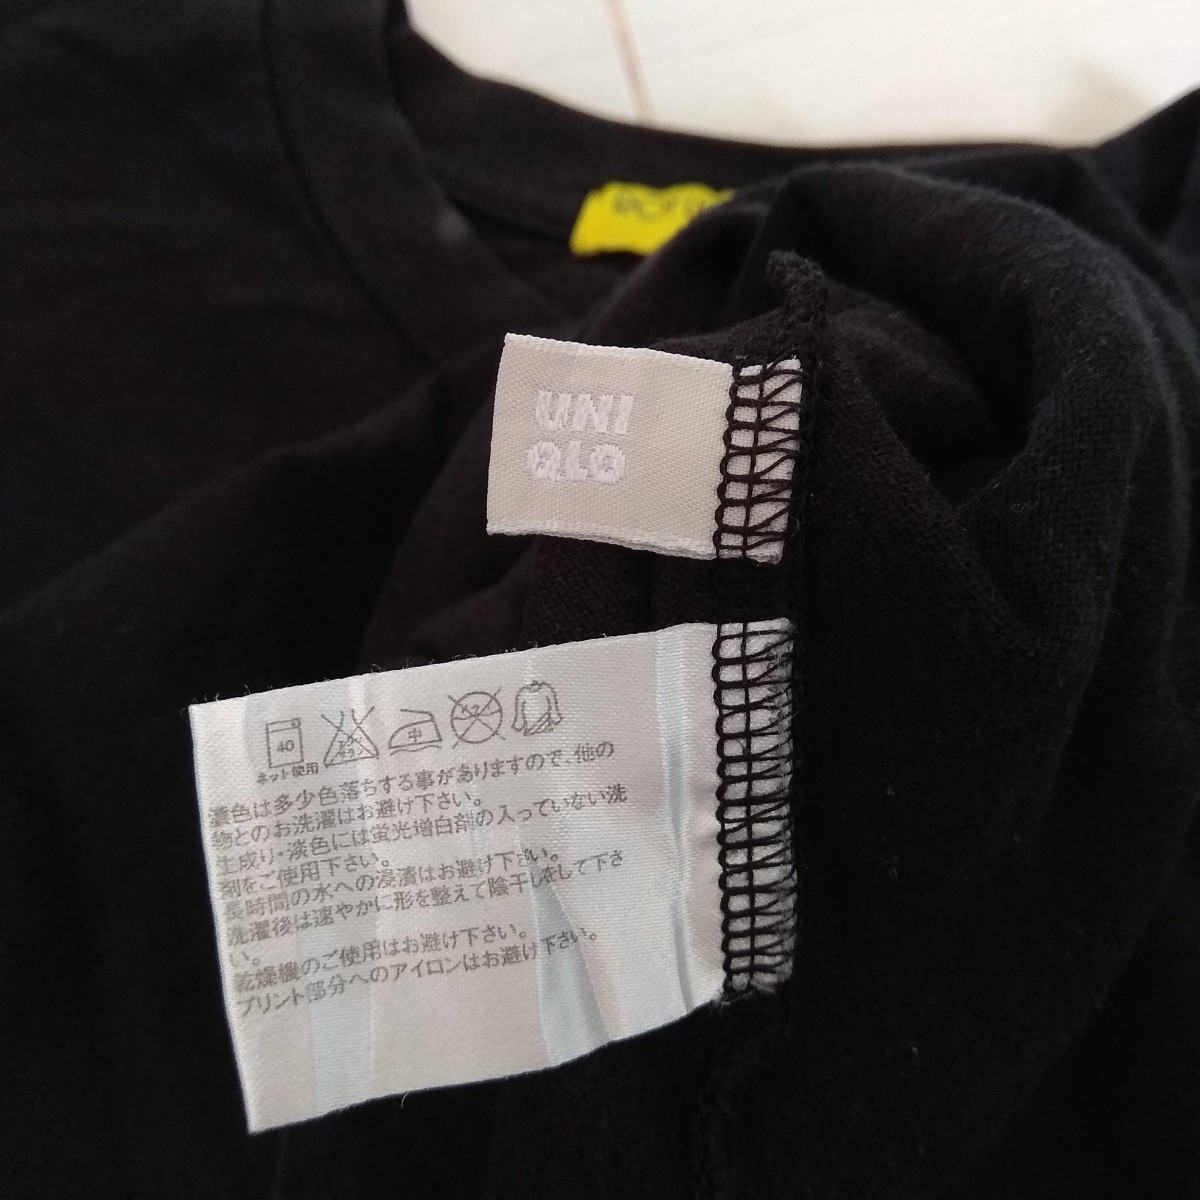 UNI
QLO
40
ネット使用
中
濃色は多少色落ちする事がありますので、他の
物とのお洗濯はお避け下さい。
生成り・淡色には蛍光増白剤の入っていない洗
剤をご使用下さい。
長時間の水への浸漬はお避け下さい。
洗濯後は速やかに形を整えて陰干しをして下さ
い。
乾燥機のご使用はお避け下さい。
プリント部分へのアイロンはお避け下さい。